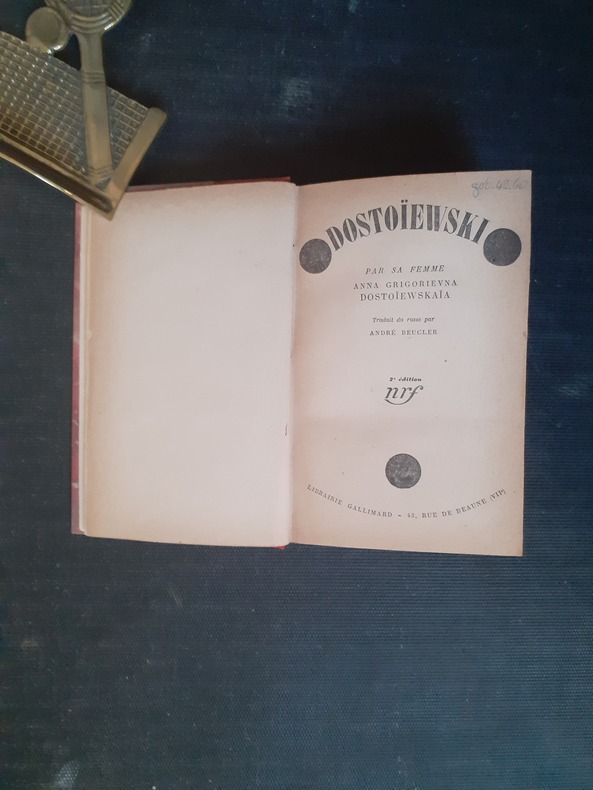 DOSTOÏEWSKI
PAR SA FEMME
ANNA GRIGORIEVNA
DOSTOÏEWSKAÏA
Traduit du russe par
ANDRÉ BEUCLER
2e édition
nrf
LIBRAIRIE GALLIMARD - 43, RUE DE BEAUNE (VIIe)